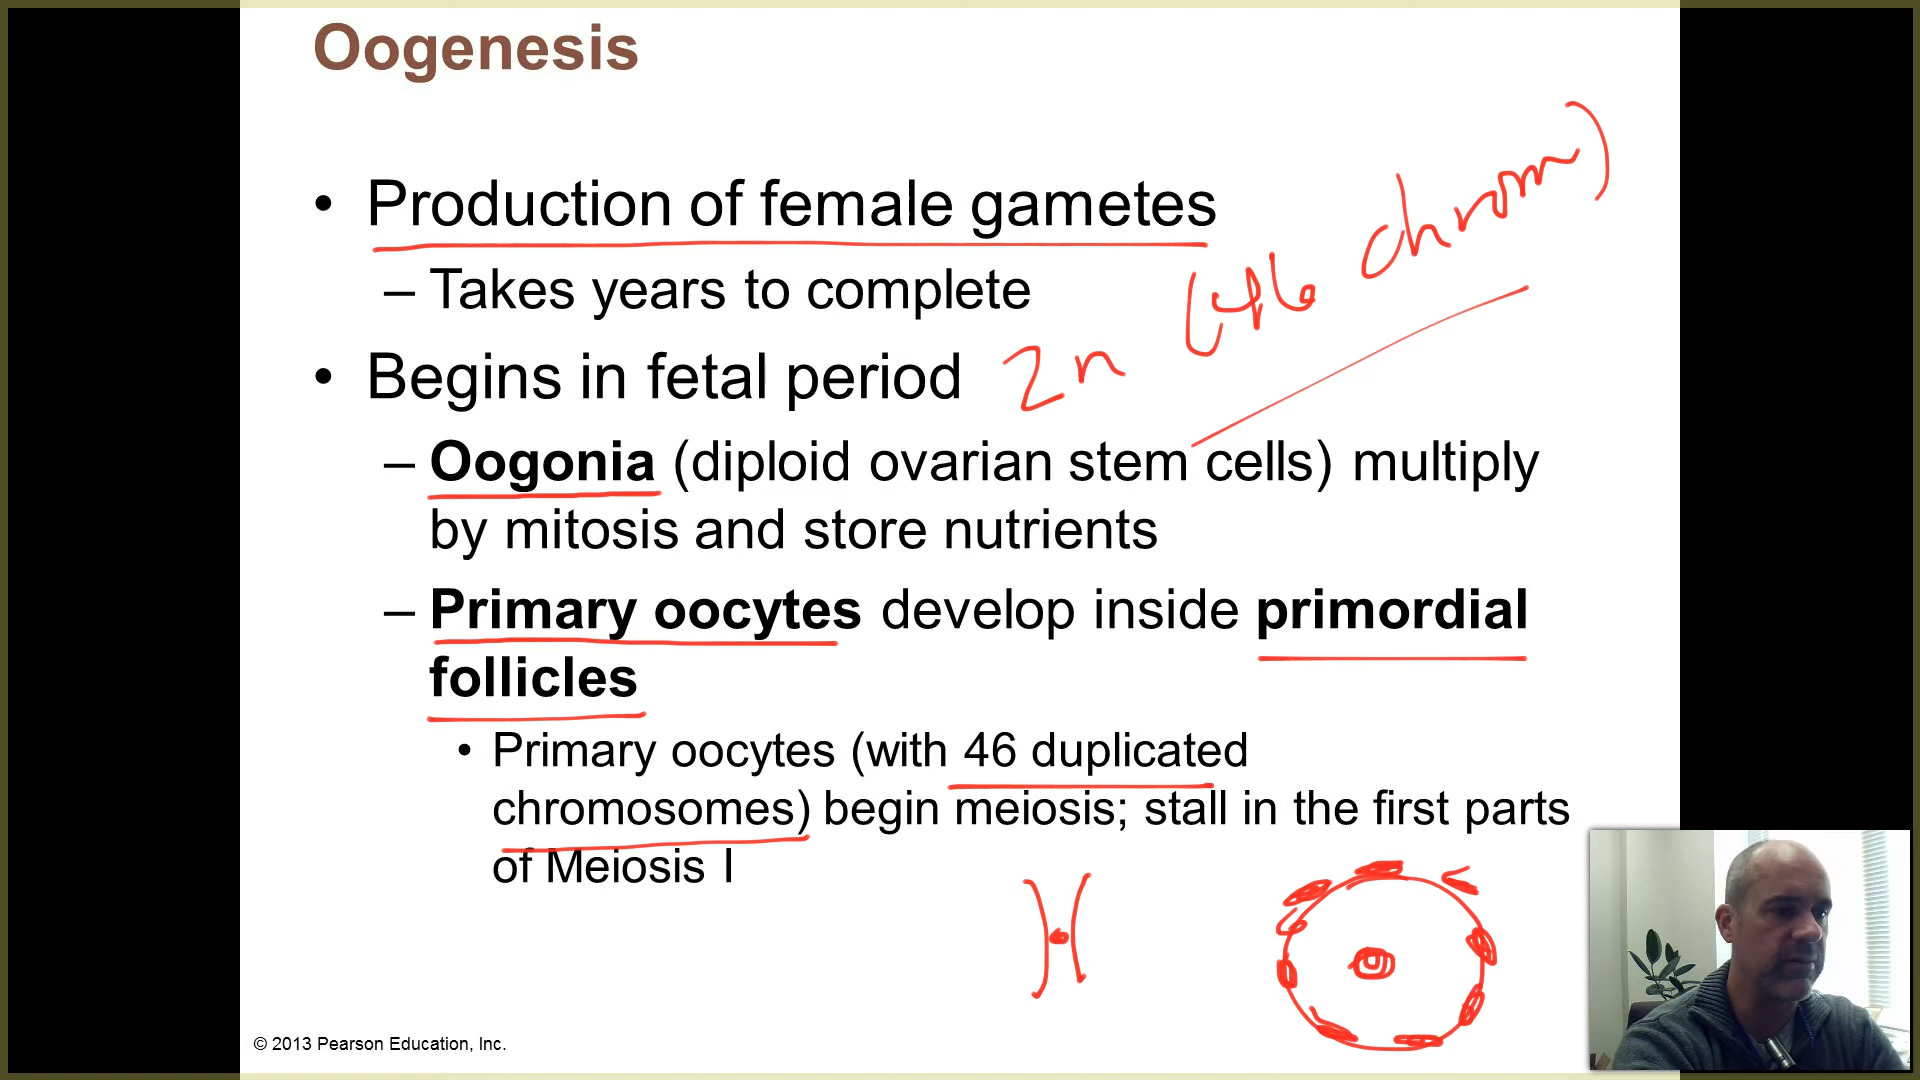 Oogenesis
• Production of female gametes
– Takes years to complete
• Begins in fetal period
2n (46 chrom)
– Oogonia (diploid ovarian stem cells) multiply
by mitosis and store nutrients
– Primary oocytes develop inside primordial
follicles
• Primary oocytes (with 46 duplicated
chromosomes) begin meiosis; stall in the first parts
of Meiosis I
© 2013 Pearson Education, Inc.